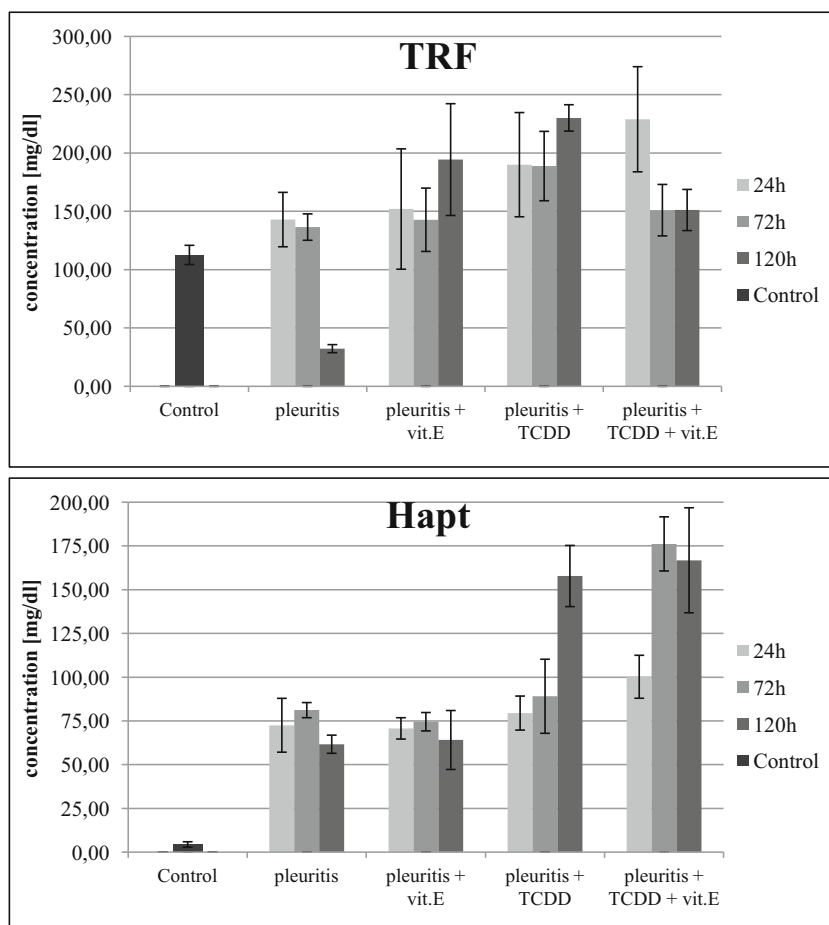 TRF
concentration [mg/dl]
300,00
250,00
200,00
150,00
100,00
50,00
0,00
Control
pleuritis
pleuritis +
vit.E
pleuritis +
TCDD
pleuritis +
TCDD + vit.E
24h
72h
120h
Control
Hapt
concentration [mg/dl]
200,00
175,00
150,00
125,00
100,00
75,00
50,00
25,00
0,00
Control
pleuritis
pleuritis +
vit.E
pleuritis +
TCDD
pleuritis +
TCDD + vit.E
24h
72h
120h
Control